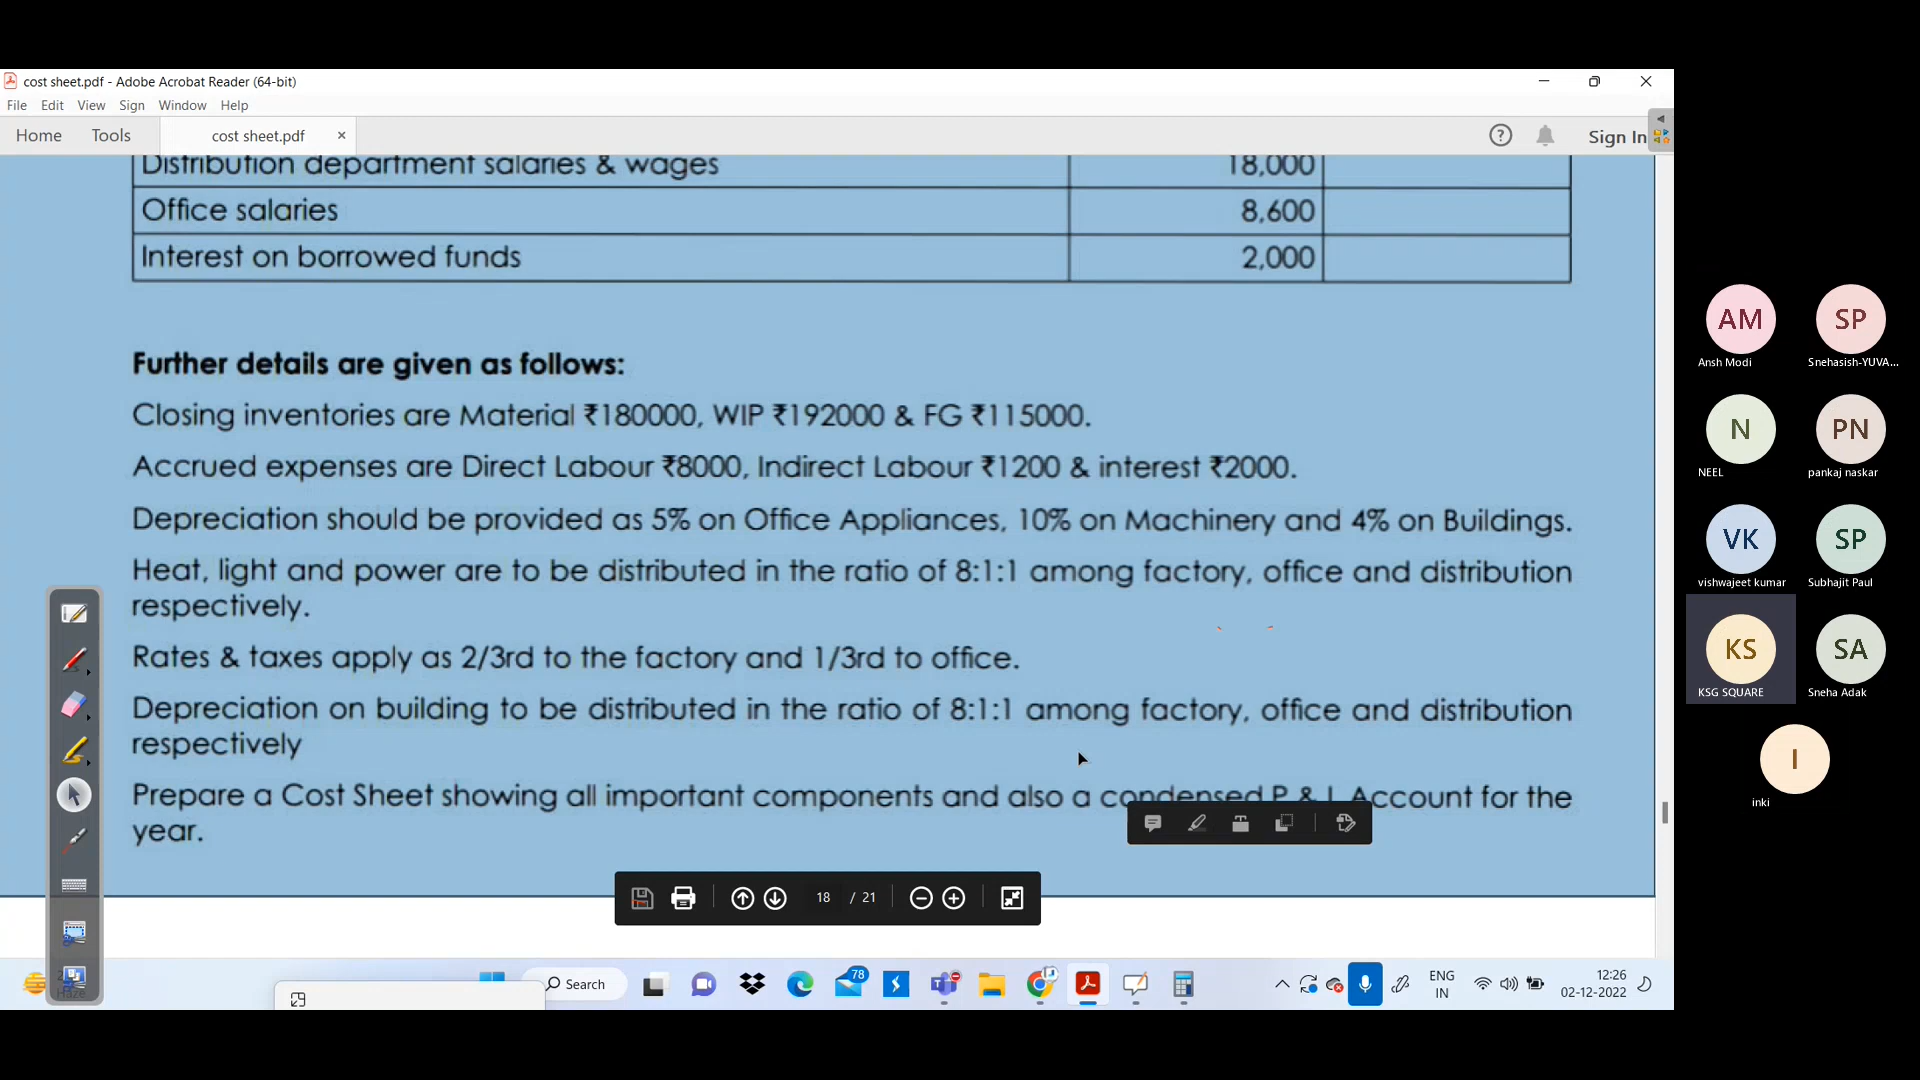 cost sheet.pdf - Adobe Acrobat Reader (64-bit)
File Edit View Sign Window Help
Home Tools cost sheet.pdf × Sign In
Distribution department salaries & wages 18,000
Office salaries 8,600
Interest on borrowed funds 2,000
Further details are given as follows:
Closing inventories are Material ₹180000, WIP ₹192000 & FG ₹115000.
Accrued expenses are Direct Labour ₹8000, Indirect Labour ₹1200 & interest ₹2000.
Depreciation should be provided as 5% on Office Appliances, 10% on Machinery and 4% on Buildings.
Heat, light and power are to be distributed in the ratio of 8:1:1 among factory, office and distribution
respectively.
Rates & taxes apply as 2/3rd to the factory and 1/3rd to office.
Depreciation on building to be distributed in the ratio of 8:1:1 among factory, office and distribution
respectively
Prepare a Cost Sheet showing all important components and also a condensed P & L Account for the
year.
18 / 21
Haze
Search
78
ENG
IN
12:26
02-12-2022
AM
Ansh Modi
SP
Snehasish-YUVA...
N
NEEL
PN
pankaj naskar
VK
vishwajeet kumar
SP
Subhajit Paul
KS
KSG SQUARE
SA
Sneha Adak
I
inki